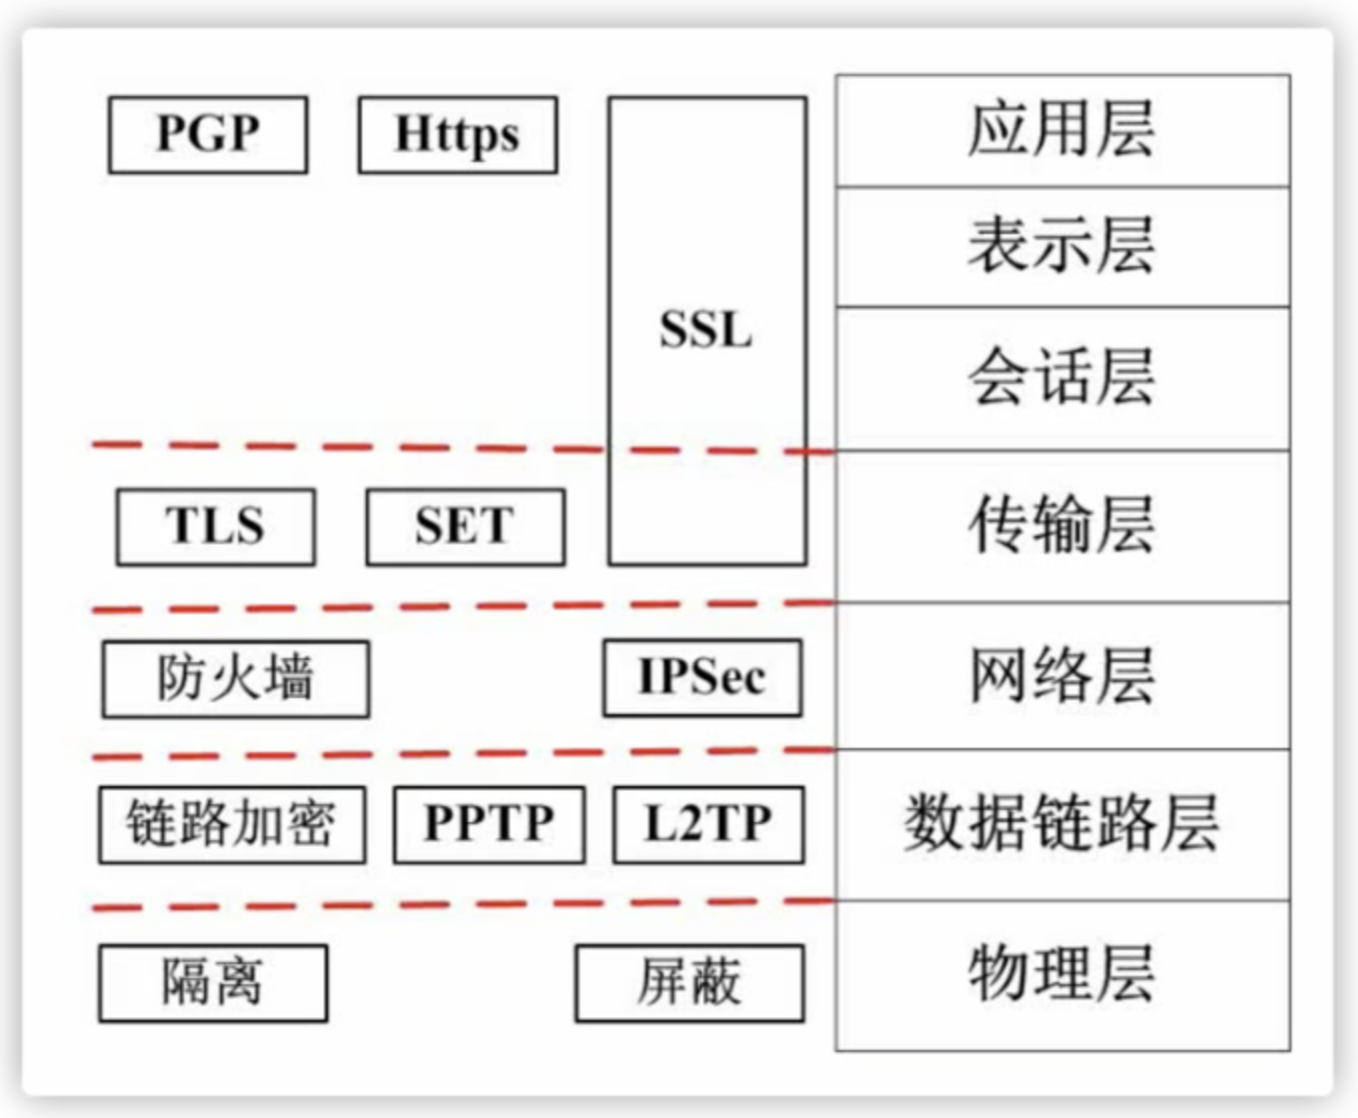 PGP Https 应用层
表示层
SSL
会话层
TLS SET 传输层
防火墙 IPSec 网络层
链路加密 PPTP L2TP 数据链路层
隔离 屏蔽 物理层